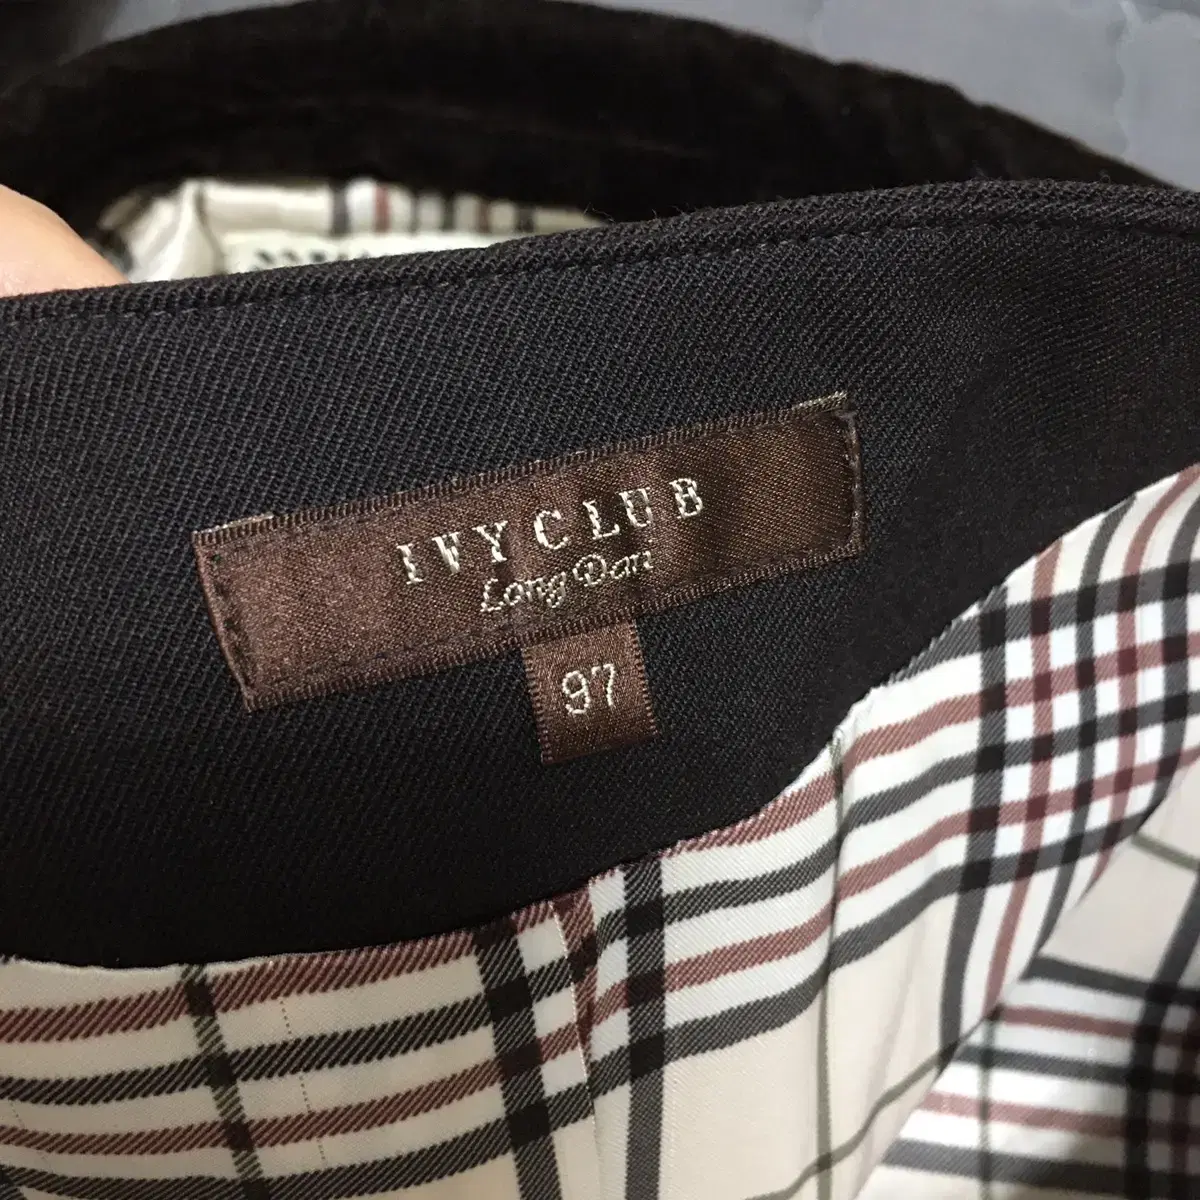 IVYCLUB
Long Dari
97